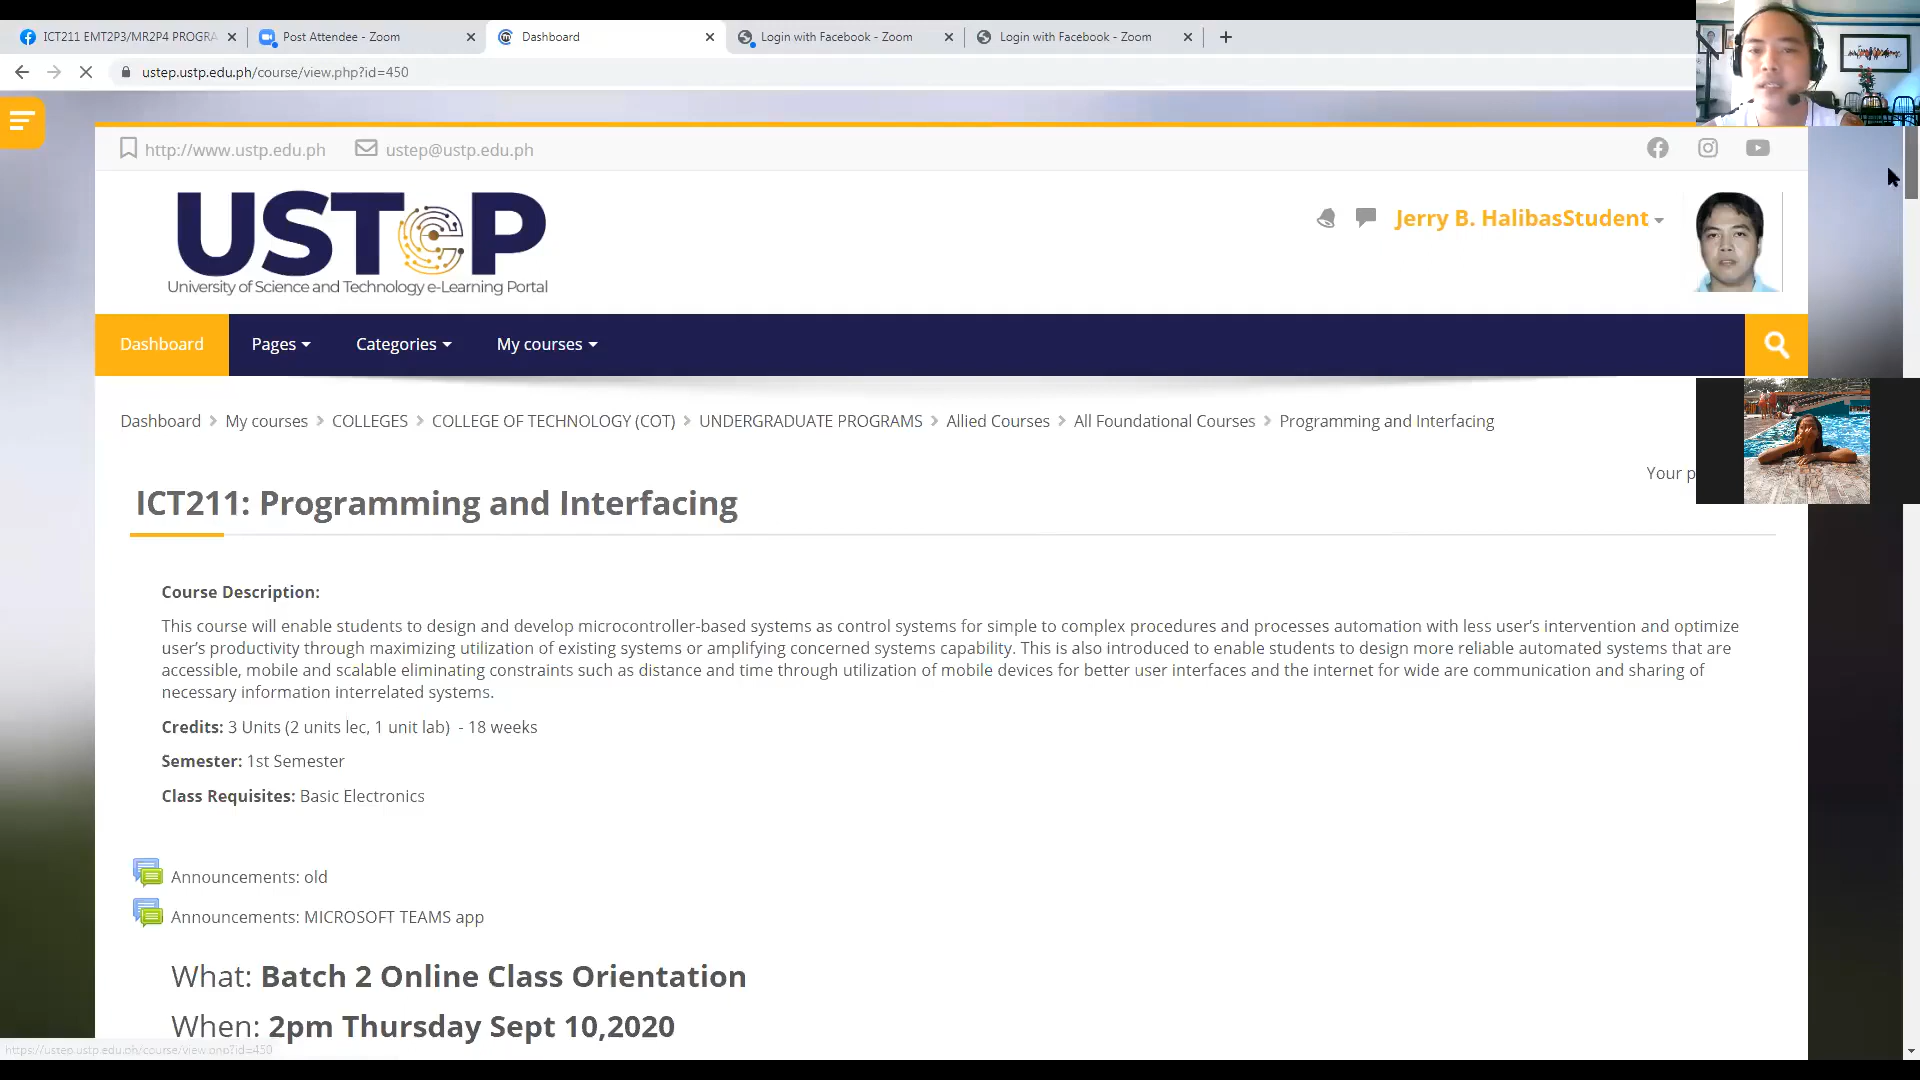 ICT211 EMT2P3/MR2P4 PROGRA
Post Attendee - Zoom
Dashboard
Login with Facebook - Zoom
Login with Facebook - Zoom
ustep.ustp.edu.ph/course/view.php?id=450
http://www.ustp.edu.ph
ustep@ustp.edu.ph
USTeP
University of Science and Technology e-Learning Portal
Jerry B. HalibasStudent
Dashboard
Pages
Categories
My courses
Dashboard > My courses > COLLEGES > COLLEGE OF TECHNOLOGY (COT) > UNDERGRADUATE PROGRAMS > Allied Courses > All Foundational Courses > Programming and Interfacing
Your p
ICT211: Programming and Interfacing
Course Description:
This course will enable students to design and develop microcontroller-based systems as control systems for simple to complex procedures and processes automation with less user's intervention and optimize
user's productivity through maximizing utilization of existing systems or amplifying concerned systems capability. This is also introduced to enable students to design more reliable automated systems that are
accessible, mobile and scalable eliminating constraints such as distance and time through utilization of mobile devices for better user interfaces and the internet for wide are communication and sharing of
necessary information interrelated systems.
Credits: 3 Units (2 units lec, 1 unit lab)  - 18 weeks
Semester: 1st Semester
Class Requisites: Basic Electronics
Announcements: old
Announcements: MICROSOFT TEAMS app
What: Batch 2 Online Class Orientation
When: 2pm Thursday Sept 10,2020
https://ustep.ustp.edu.ph/course/view.php?id=450